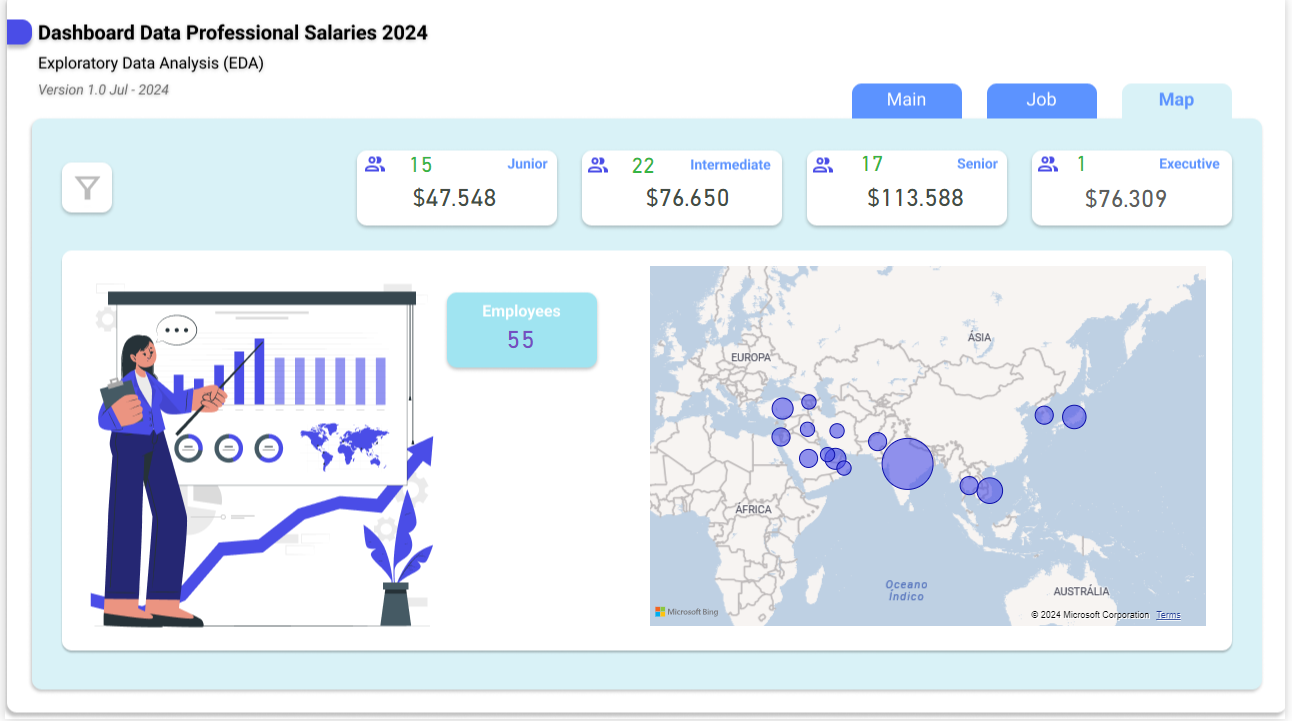 Dashboard Data Professional Salaries 2024
Exploratory Data Analysis (EDA)
Version 1.0 Jul - 2024
Main
Job
Map
15 Junior
$47.548
22 Intermediate
$76.650
17 Senior
$113.588
1 Executive
$76.309
Employees
55
ÁSIA
EUROPA
ÁFRICA
Oceano
Índico
AUSTRÁLIA
Microsoft Bing
© 2024 Microsoft Corporation Terms